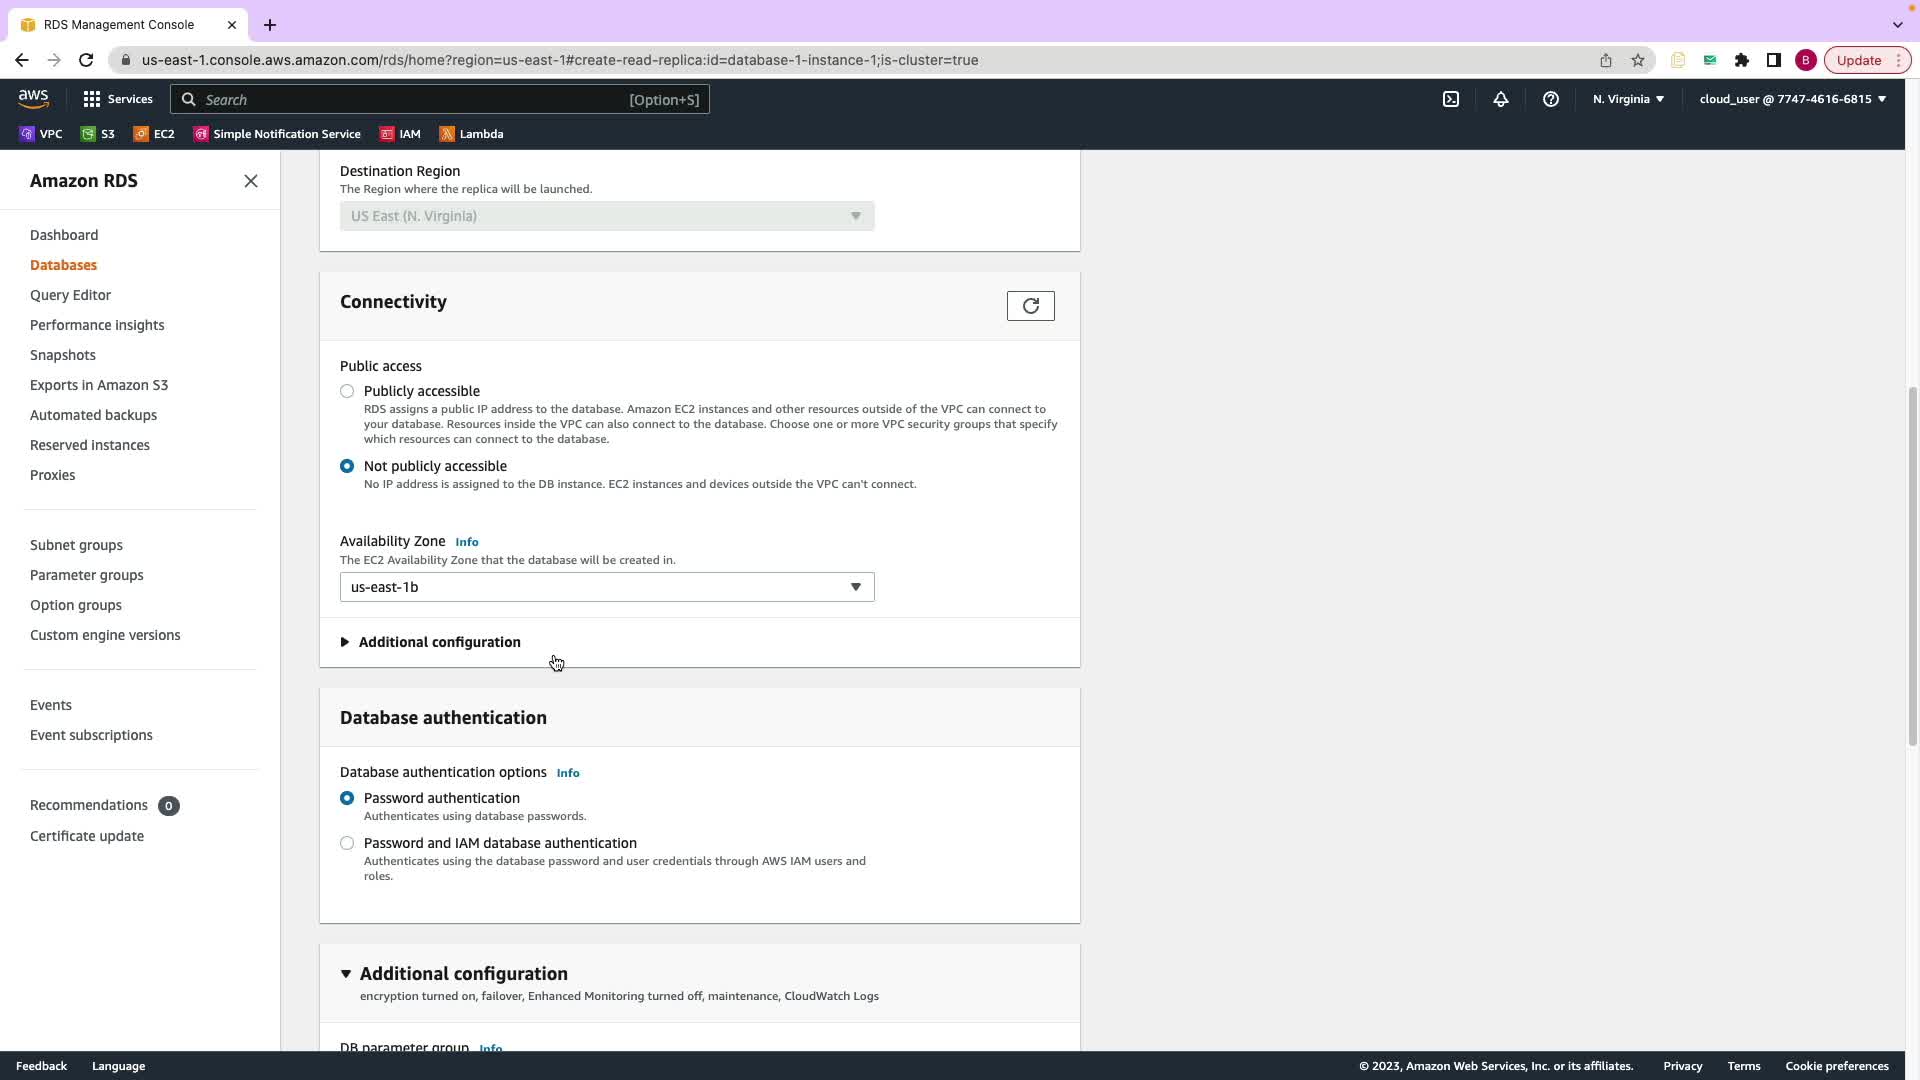 RDS Management Console
us-east-1.console.aws.amazon.com/rds/home?region=us-east-1#create-read-replica:id=database-1-instance-1;is-cluster=true
B
Update
aws
Services
Search
[Option+S]
N. Virginia
cloud_user @ 7747-4616-6815
VPC
S3
EC2
Simple Notification Service
IAM
Lambda
Amazon RDS
Dashboard
Databases
Query Editor
Performance insights
Snapshots
Exports in Amazon S3
Automated backups
Reserved instances
Proxies
Subnet groups
Parameter groups
Option groups
Custom engine versions
Events
Event subscriptions
Recommendations 0
Certificate update
Destination Region
The Region where the replica will be launched.
US East (N. Virginia)
Connectivity
Public access
Publicly accessible
RDS assigns a public IP address to the database. Amazon EC2 instances and other resources outside of the VPC can connect to
your database. Resources inside the VPC can also connect to the database. Choose one or more VPC security groups that specify
which resources can connect to the database.
Not publicly accessible
No IP address is assigned to the DB instance. EC2 instances and devices outside the VPC can't connect.
Availability Zone Info
The EC2 Availability Zone that the database will be created in.
us-east-1b
Additional configuration
Database authentication
Database authentication options Info
Password authentication
Authenticates using database passwords.
Password and IAM database authentication
Authenticates using the database password and user credentials through AWS IAM users and
roles.
Additional configuration
encryption turned on, failover, Enhanced Monitoring turned off, maintenance, CloudWatch Logs
DB parameter group Info
Feedback
Language
© 2023, Amazon Web Services, Inc. or its affiliates.
Privacy
Terms
Cookie preferences